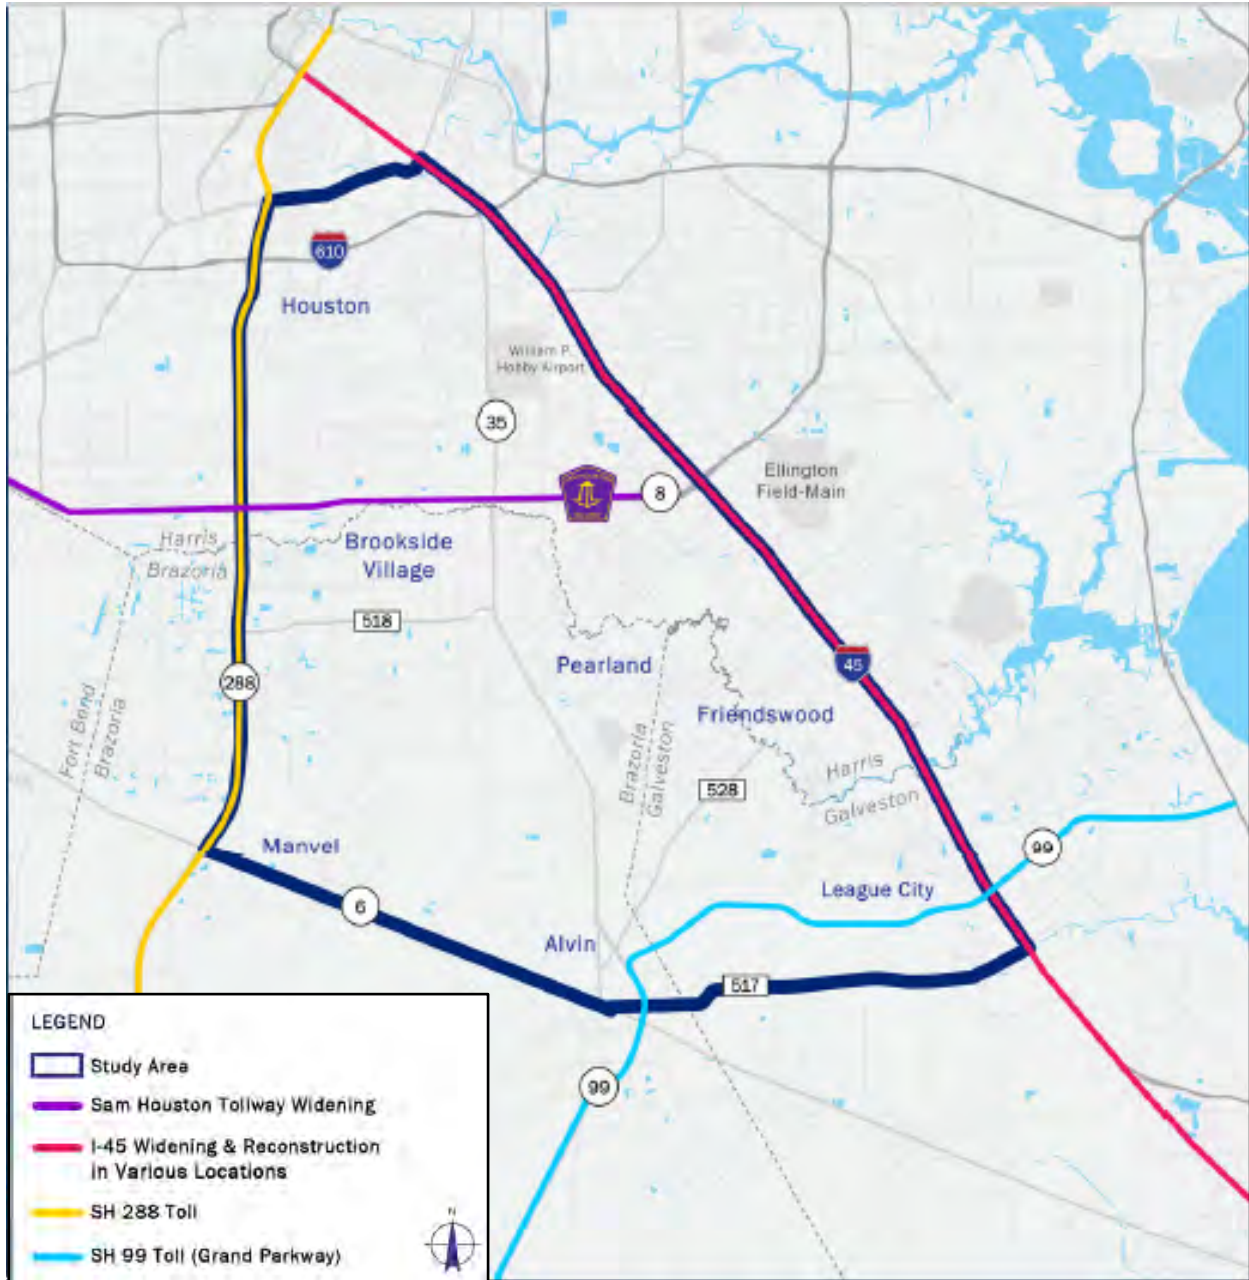 610
Houston
William P.
Hobby Airport
35
Ellington
Field-Main
8
Harris
Brazoria
Brookside
Village
518
Pearland
45
288
Fort Bend
Brazoria
Friendswood
Brazoria
Galveston
Harris
Galveston
528
Manvel
99
League City
6
Alvin
517
99
LEGEND
Study Area
Sam Houston Tollway Widening
I-45 Widening & Reconstruction
in Various Locations
SH 288 Toll
SH 99 Toll (Grand Parkway)
N